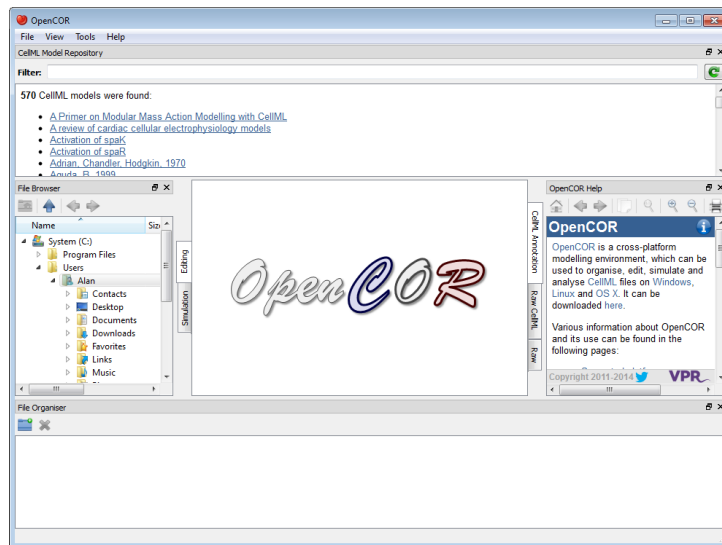 OpenCOR
File View Tools Help
CellML Model Repository
Filter:
570 CellML models were found:
A Primer on Modular Mass Action Modelling with CellML
A review of cardiac cellular electrophysiology models
Activation of spaK
Activation of spaR
Adrian, Chandler, Hodgkin, 1970
Aguda, B, 1999
File Browser
Name Siz
System (C:)
Program Files
Users
Alan
Contacts
Desktop
Documents
Downloads
Favorites
Links
Music
Editing
Simulation
OpenCOR
CellML Annotation
Raw CellML
Raw
OpenCOR Help
OpenCOR
OpenCOR is a cross-platform
modelling environment, which can be
used to organise, edit, simulate and
analyse CellML files on Windows,
Linux and OS X. It can be
downloaded here.
Various information about OpenCOR
and its use can be found in the
following pages:
Copyright 2011-2014 VPR
File Organiser